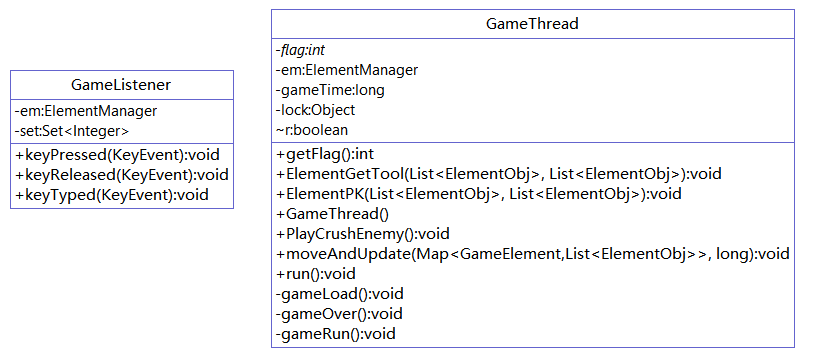 GameListener
-em:ElementManager
-set:Set<Integer>
+keyPressed(KeyEvent):void
+keyReleased(KeyEvent):void
+keyTyped(KeyEvent):void
GameThread
-flag:int
-em:ElementManager
-gameTime:long
-lock:Object
~r:boolean
+getFlag():int
+ElementGetTool(List<ElementObj>, List<ElementObj>):void
+ElementPK(List<ElementObj>, List<ElementObj>):void
+GameThread()
+PlayCrushEnemy():void
+moveAndUpdate(Map<GameElement,List<ElementObj>>, long):void
+run():void
-gameLoad():void
-gameOver():void
-gameRun():void